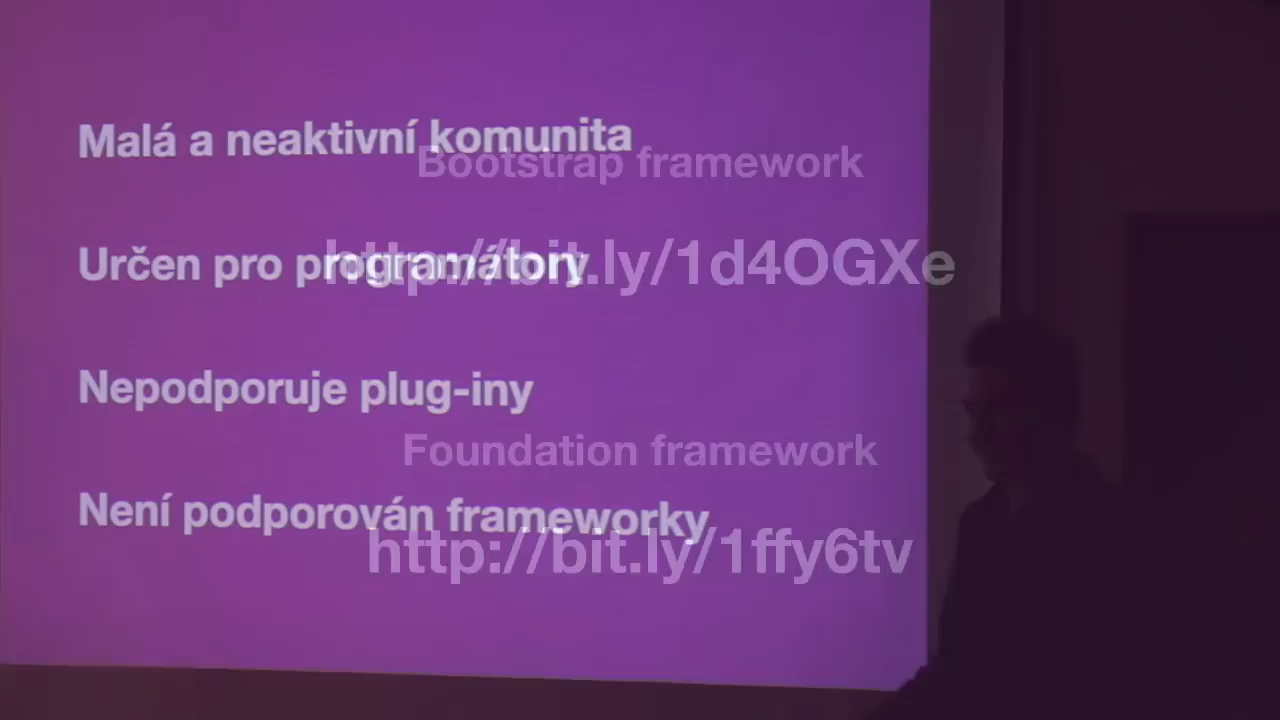 Malá a neaktivní komunita
Bootstrap framework
Určen pro programátory
http://bit.ly/1d4OGXe
Nepodporuje plug-iny
Foundation framework
Není podporován frameworky
http://bit.ly/1ffy6tv